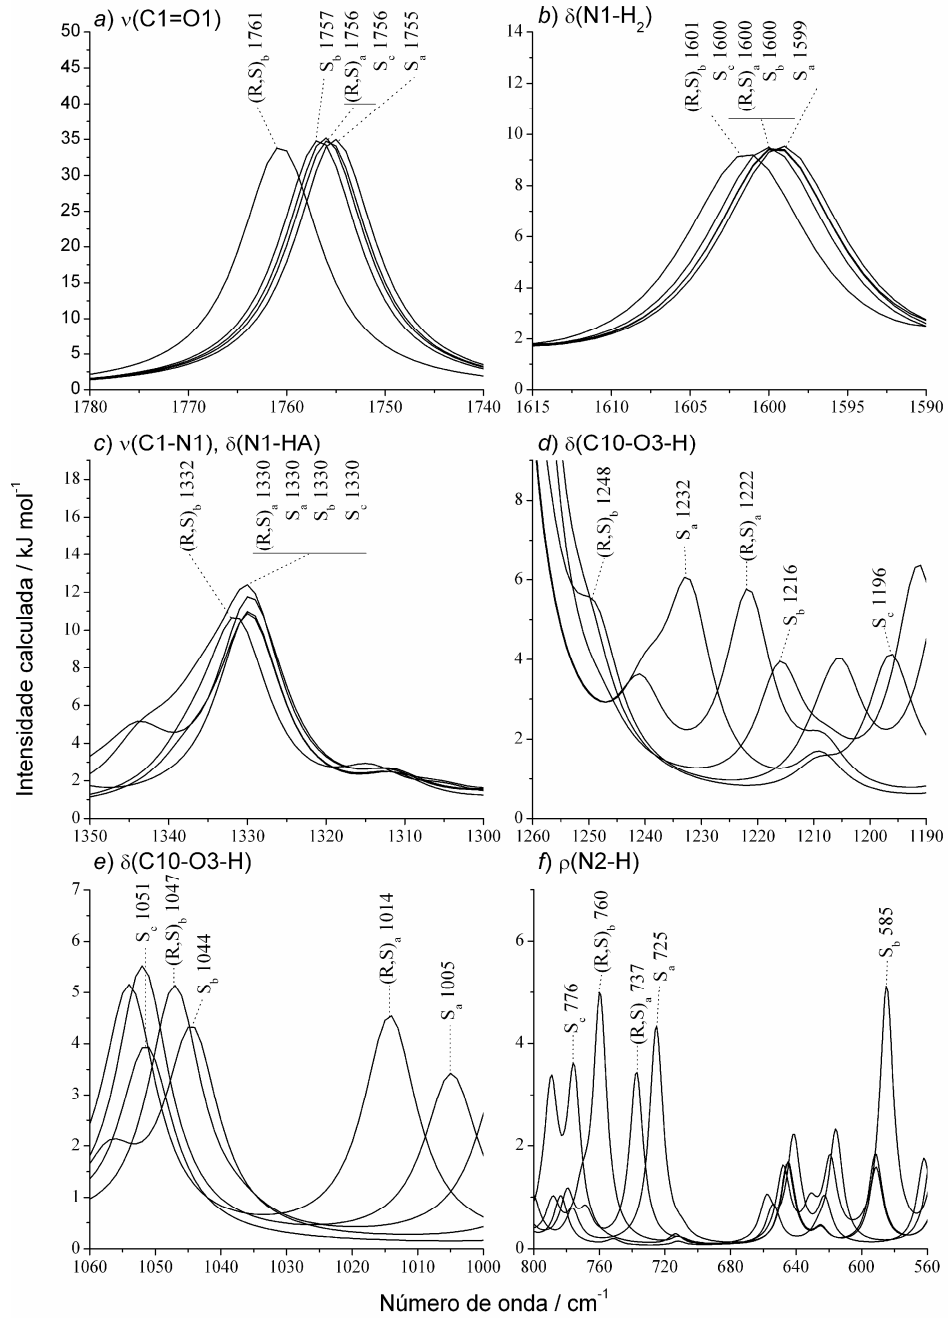 a) ν(C1=O1)
(R,S)b 1761
Sb 1757
(R,S)a 1756
Sc 1756
Sa 1755
50
45
40
35
30
25
20
15
10
5
0
1780 1770 1760 1750 1740
b) δ(N1-H2)
(R,S)b 1601
Sc 1600
(R,S)a 1600
Sb 1600
Sa 1599
14
12
10
8
6
4
2
0
1615 1610 1605 1600 1595 1590
c) ν(C1-N1), δ(N1-HA)
(R,S)b 1332
(R,S)a 1330
Sa 1330
Sb 1330
Sc 1330
18
16
14
12
10
8
6
4
2
0
1350 1340 1330 1320 1310 1300
d) δ(C10-O3-H)
(R,S)b 1248
Sa 1232
(R,S)a 1222
Sb 1216
Sc 1196
8
6
4
2
0
1260 1250 1240 1230 1220 1210 1200 1190
e) δ(C10-O3-H)
Sc 1051
(R,S)b 1047
Sb 1044
(R,S)a 1014
Sa 1005
7
6
5
4
3
2
1
0
1060 1050 1040 1030 1020 1010 1000
f) ρ(N2-H)
Sc 776
(R,S)b 760
(R,S)a 737
Sa 725
Sb 585
6
4
2
0
800 760 720 680 640 600 560
Intensidade calculada / kJ mol-1
Número de onda / cm-1